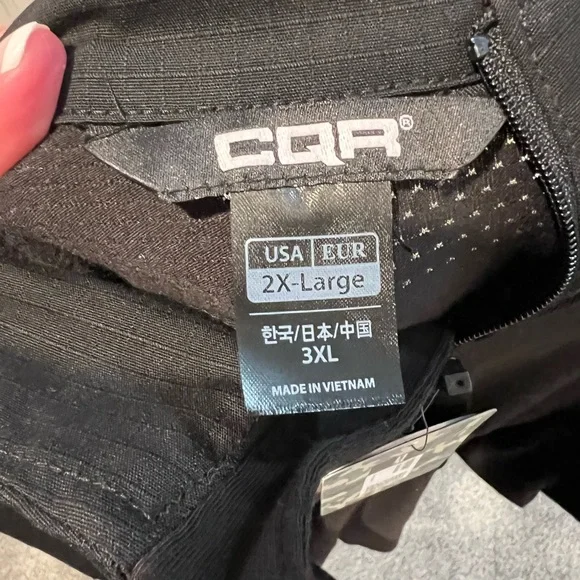 CQR®
USA EUR
2X-Large
한국/日本/中国
3XL
MADE IN VIETNAM